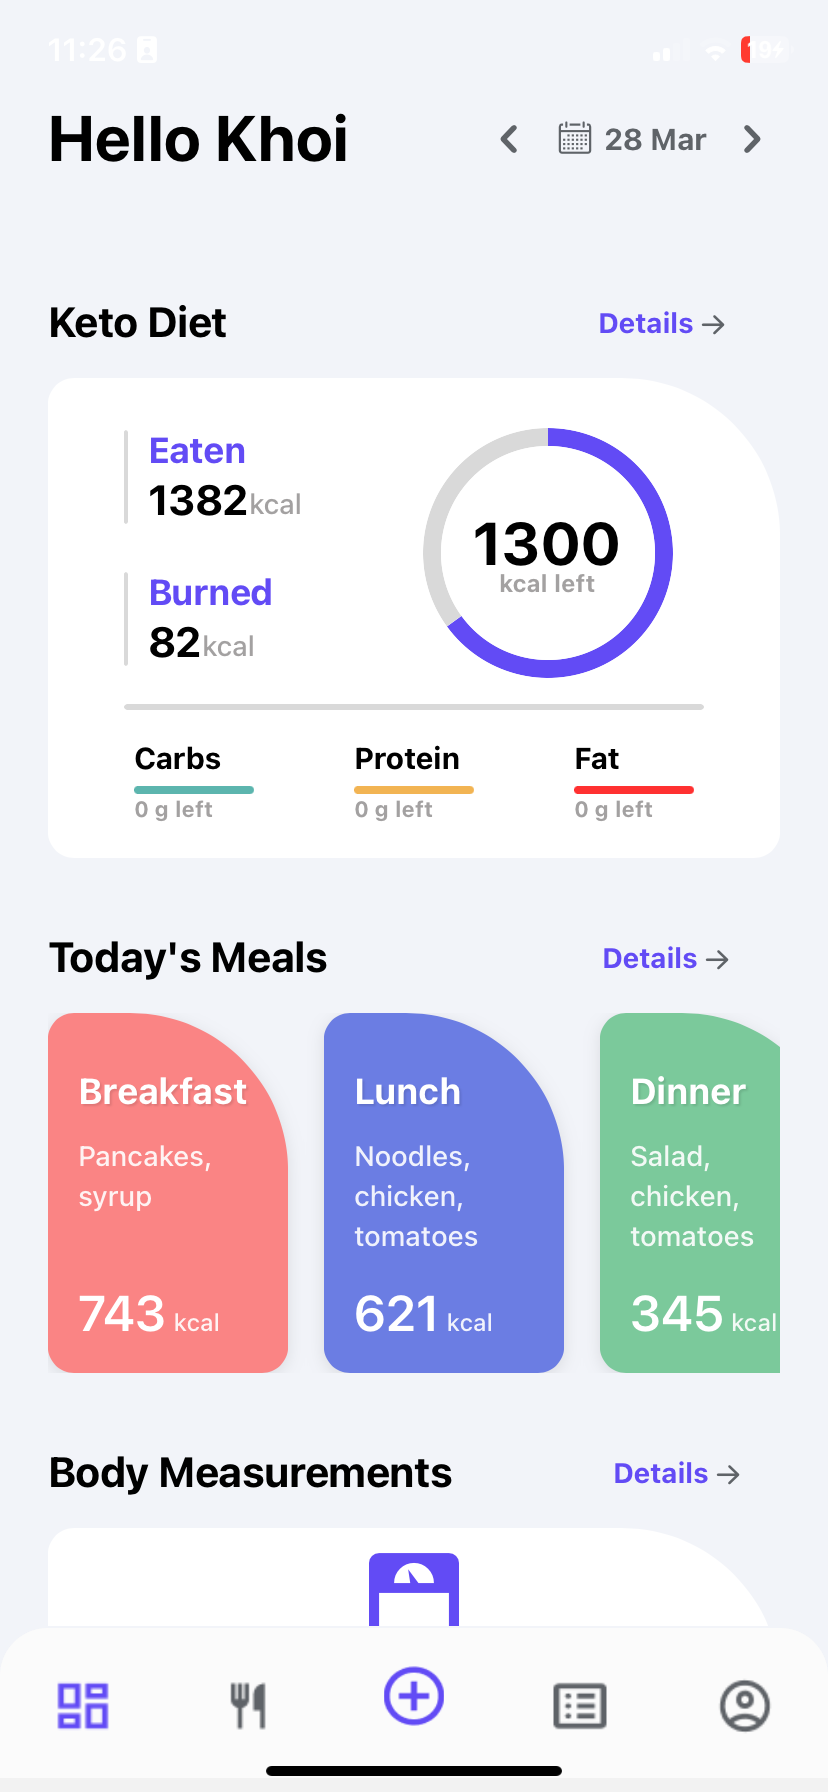 11:26
19
Hello Khoi
28 Mar
Keto Diet
Details
Eaten
1382kcal
Burned
82kcal
1300
kcal left
Carbs
0 g left
Protein
0 g left
Fat
0 g left
Today's Meals
Details
Breakfast
Pancakes,
syrup
743 kcal
Lunch
Noodles,
chicken,
tomatoes
621 kcal
Dinner
Salad,
chicken,
tomatoes
345 kcal
Body Measurements
Details